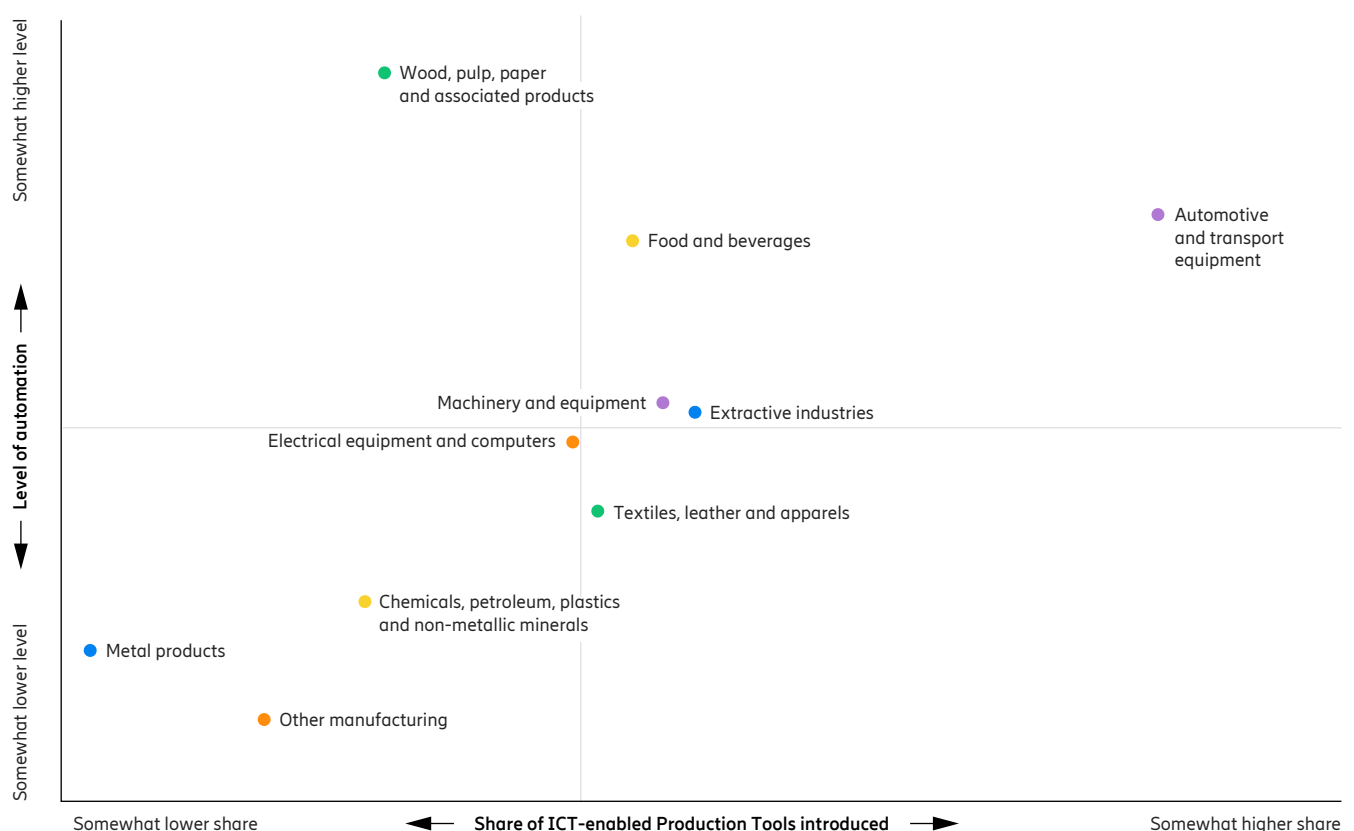 Somewhat higher level
Level of automation
Somewhat lower level
Wood, pulp, paper
and associated products
Automotive
and transport
equipment
Food and beverages
Machinery and equipment
Extractive industries
Electrical equipment and computers
Textiles, leather and apparels
Chemicals, petroleum, plastics
and non-metallic minerals
Metal products
Other manufacturing
Somewhat lower share
Share of ICT-enabled Production Tools introduced
Somewhat higher share